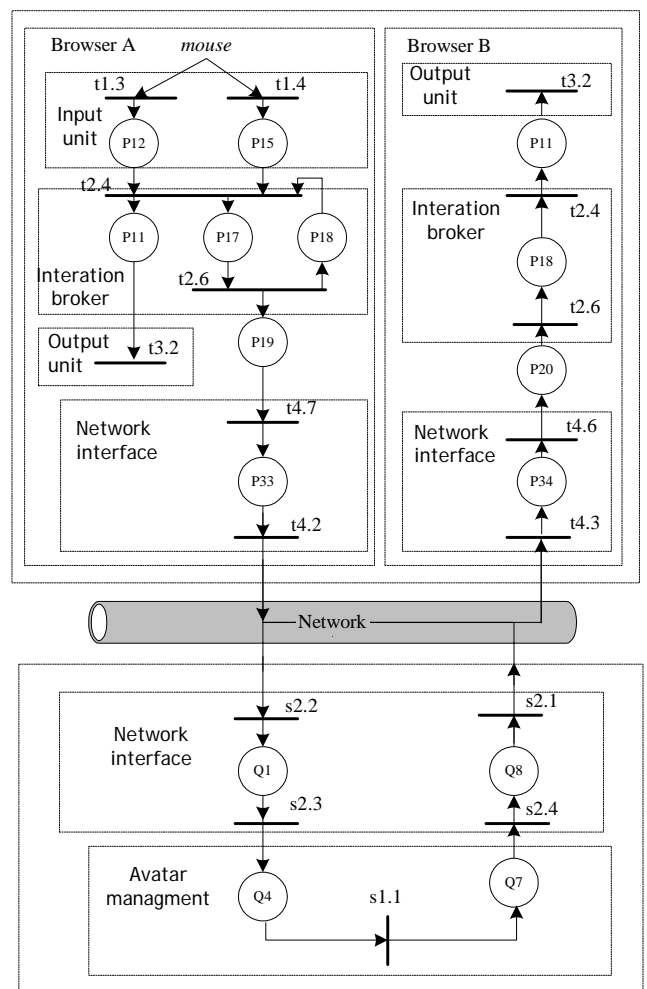 Browser A
mouse
t1.3
t1.4
Input
unit
P12
P15
t2.4
P11
P17
P18
Interation
broker
t2.6
Output
unit
t3.2
P19
Network
interface
t4.7
P33
t4.2
Browser B
Output
unit
t3.2
P11
t2.4
Interation
broker
P18
t2.6
P20
Network
interface
t4.6
P34
t4.3
Network
s2.2
s2.1
Network
interface
Q1
Q8
s2.3
s2.4
Avatar
managment
Q4
Q7
s1.1